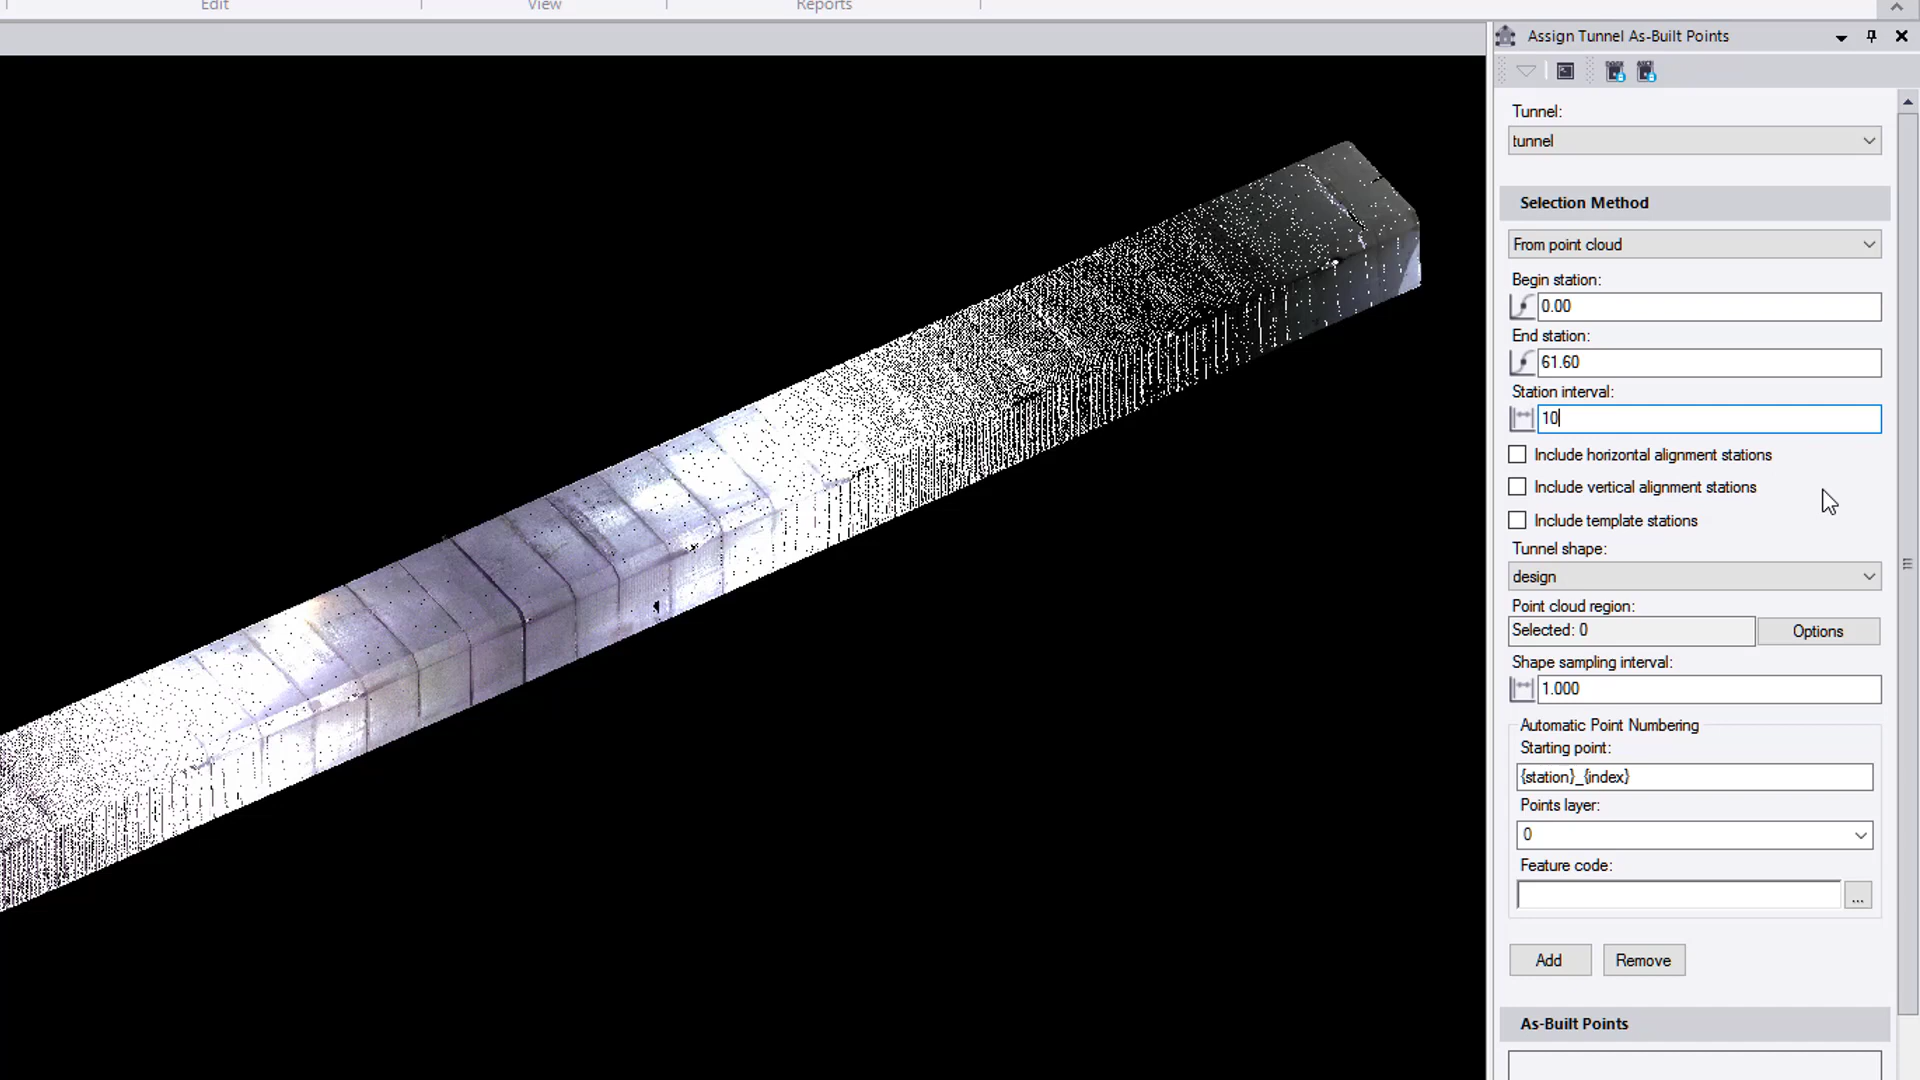 Edit View Reports
Assign Tunnel As-Built Points
Tunnel:
tunnel
Selection Method
From point cloud
Begin station:
0.00
End station:
61.60
Station interval:
10
Include horizontal alignment stations
Include vertical alignment stations
Include template stations
Tunnel shape:
design
Point cloud region:
Selected: 0
Options
Shape sampling interval:
1.000
Automatic Point Numbering
Starting point:
{station}_{index}
Points layer:
0
Feature code:
...
Add Remove
As-Built Points